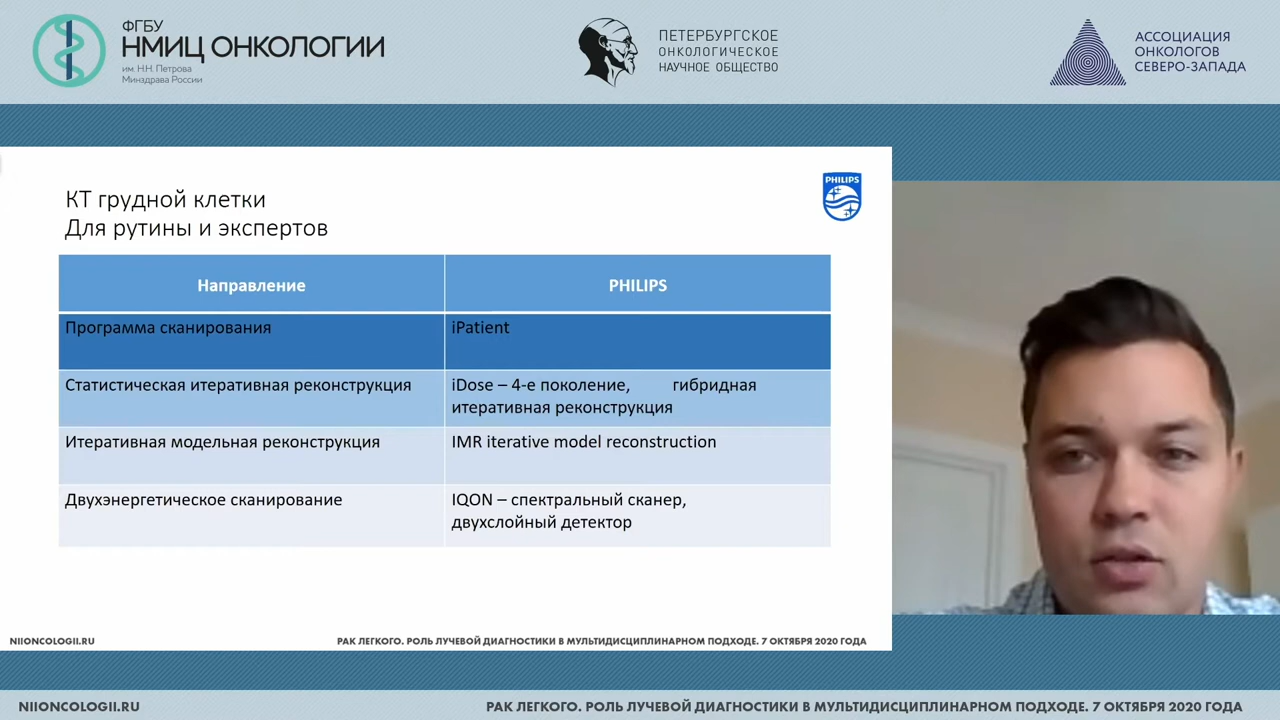 ФГБУ
НМИЦ ОНКОЛОГИИ
им. Н.Н. Петрова
Минздрава России
ПЕТЕРБУРГСКОЕ
ОНКОЛОГИЧЕСКОЕ
НАУЧНОЕ ОБЩЕСТВО
АССОЦИАЦИЯ
ОНКОЛОГОВ
СЕВЕРО-ЗАПАДА
КТ грудной клетки
Для рутины и экспертов
PHILIPS
Направление
PHILIPS
Программа сканирования
iPatient
Статистическая итеративная реконструкция
iDose – 4-е поколение, гибридная
итеративная реконструкция
Итеративная модельная реконструкция
IMR iterative model reconstruction
Двухэнергетическое сканирование
IQON – спектральный сканер,
двухслойный детектор
NIIONCOLOGII.RU
РАК ЛЕГКОГО. РОЛЬ ЛУЧЕВОЙ ДИАГНОСТИКИ В МУЛЬТИДИСЦИПЛИНАРНОМ ПОДХОДЕ. 7 ОКТЯБРЯ 2020 ГОДА
NIIONCOLOGII.RU
РАК ЛЕГКОГО. РОЛЬ ЛУЧЕВОЙ ДИАГНОСТИКИ В МУЛЬТИДИСЦИПЛИНАРНОМ ПОДХОДЕ. 7 ОКТЯБРЯ 2020 ГОДА